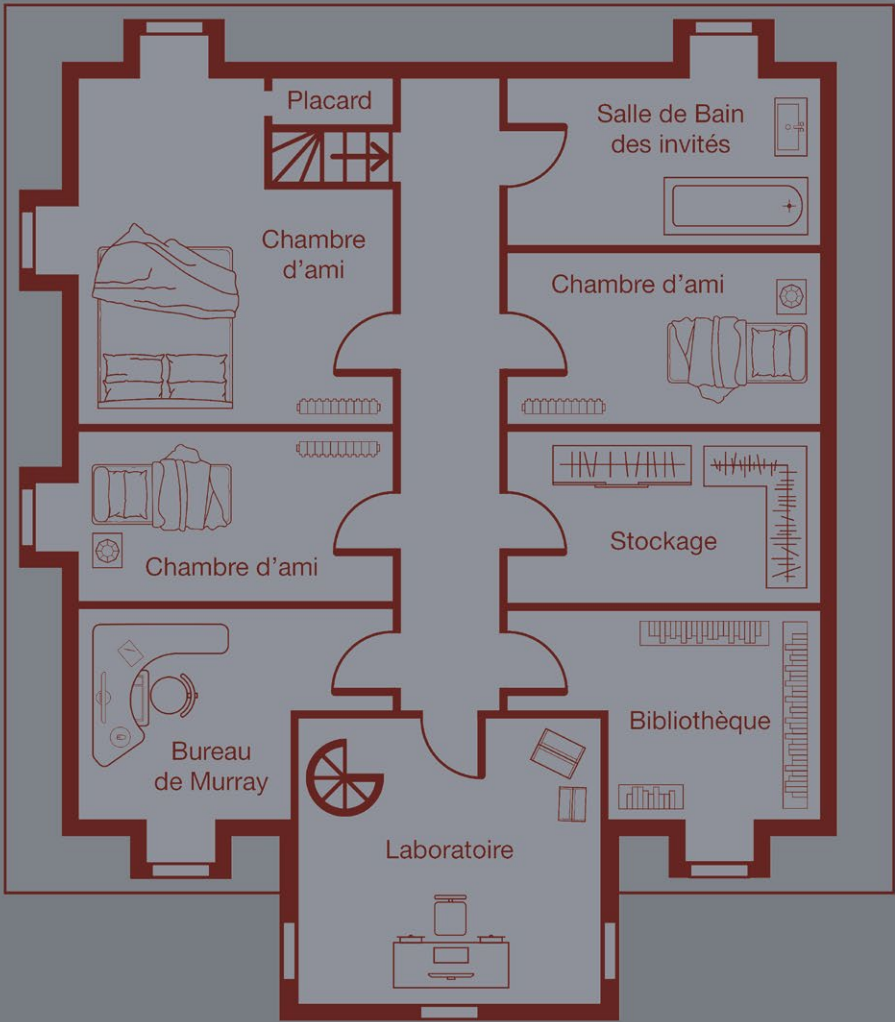 Placard
Salle de Bain
des invités
Chambre
d'ami
Chambre d'ami
Stockage
Chambre d'ami
Bibliothèque
Bureau
de Murray
Laboratoire